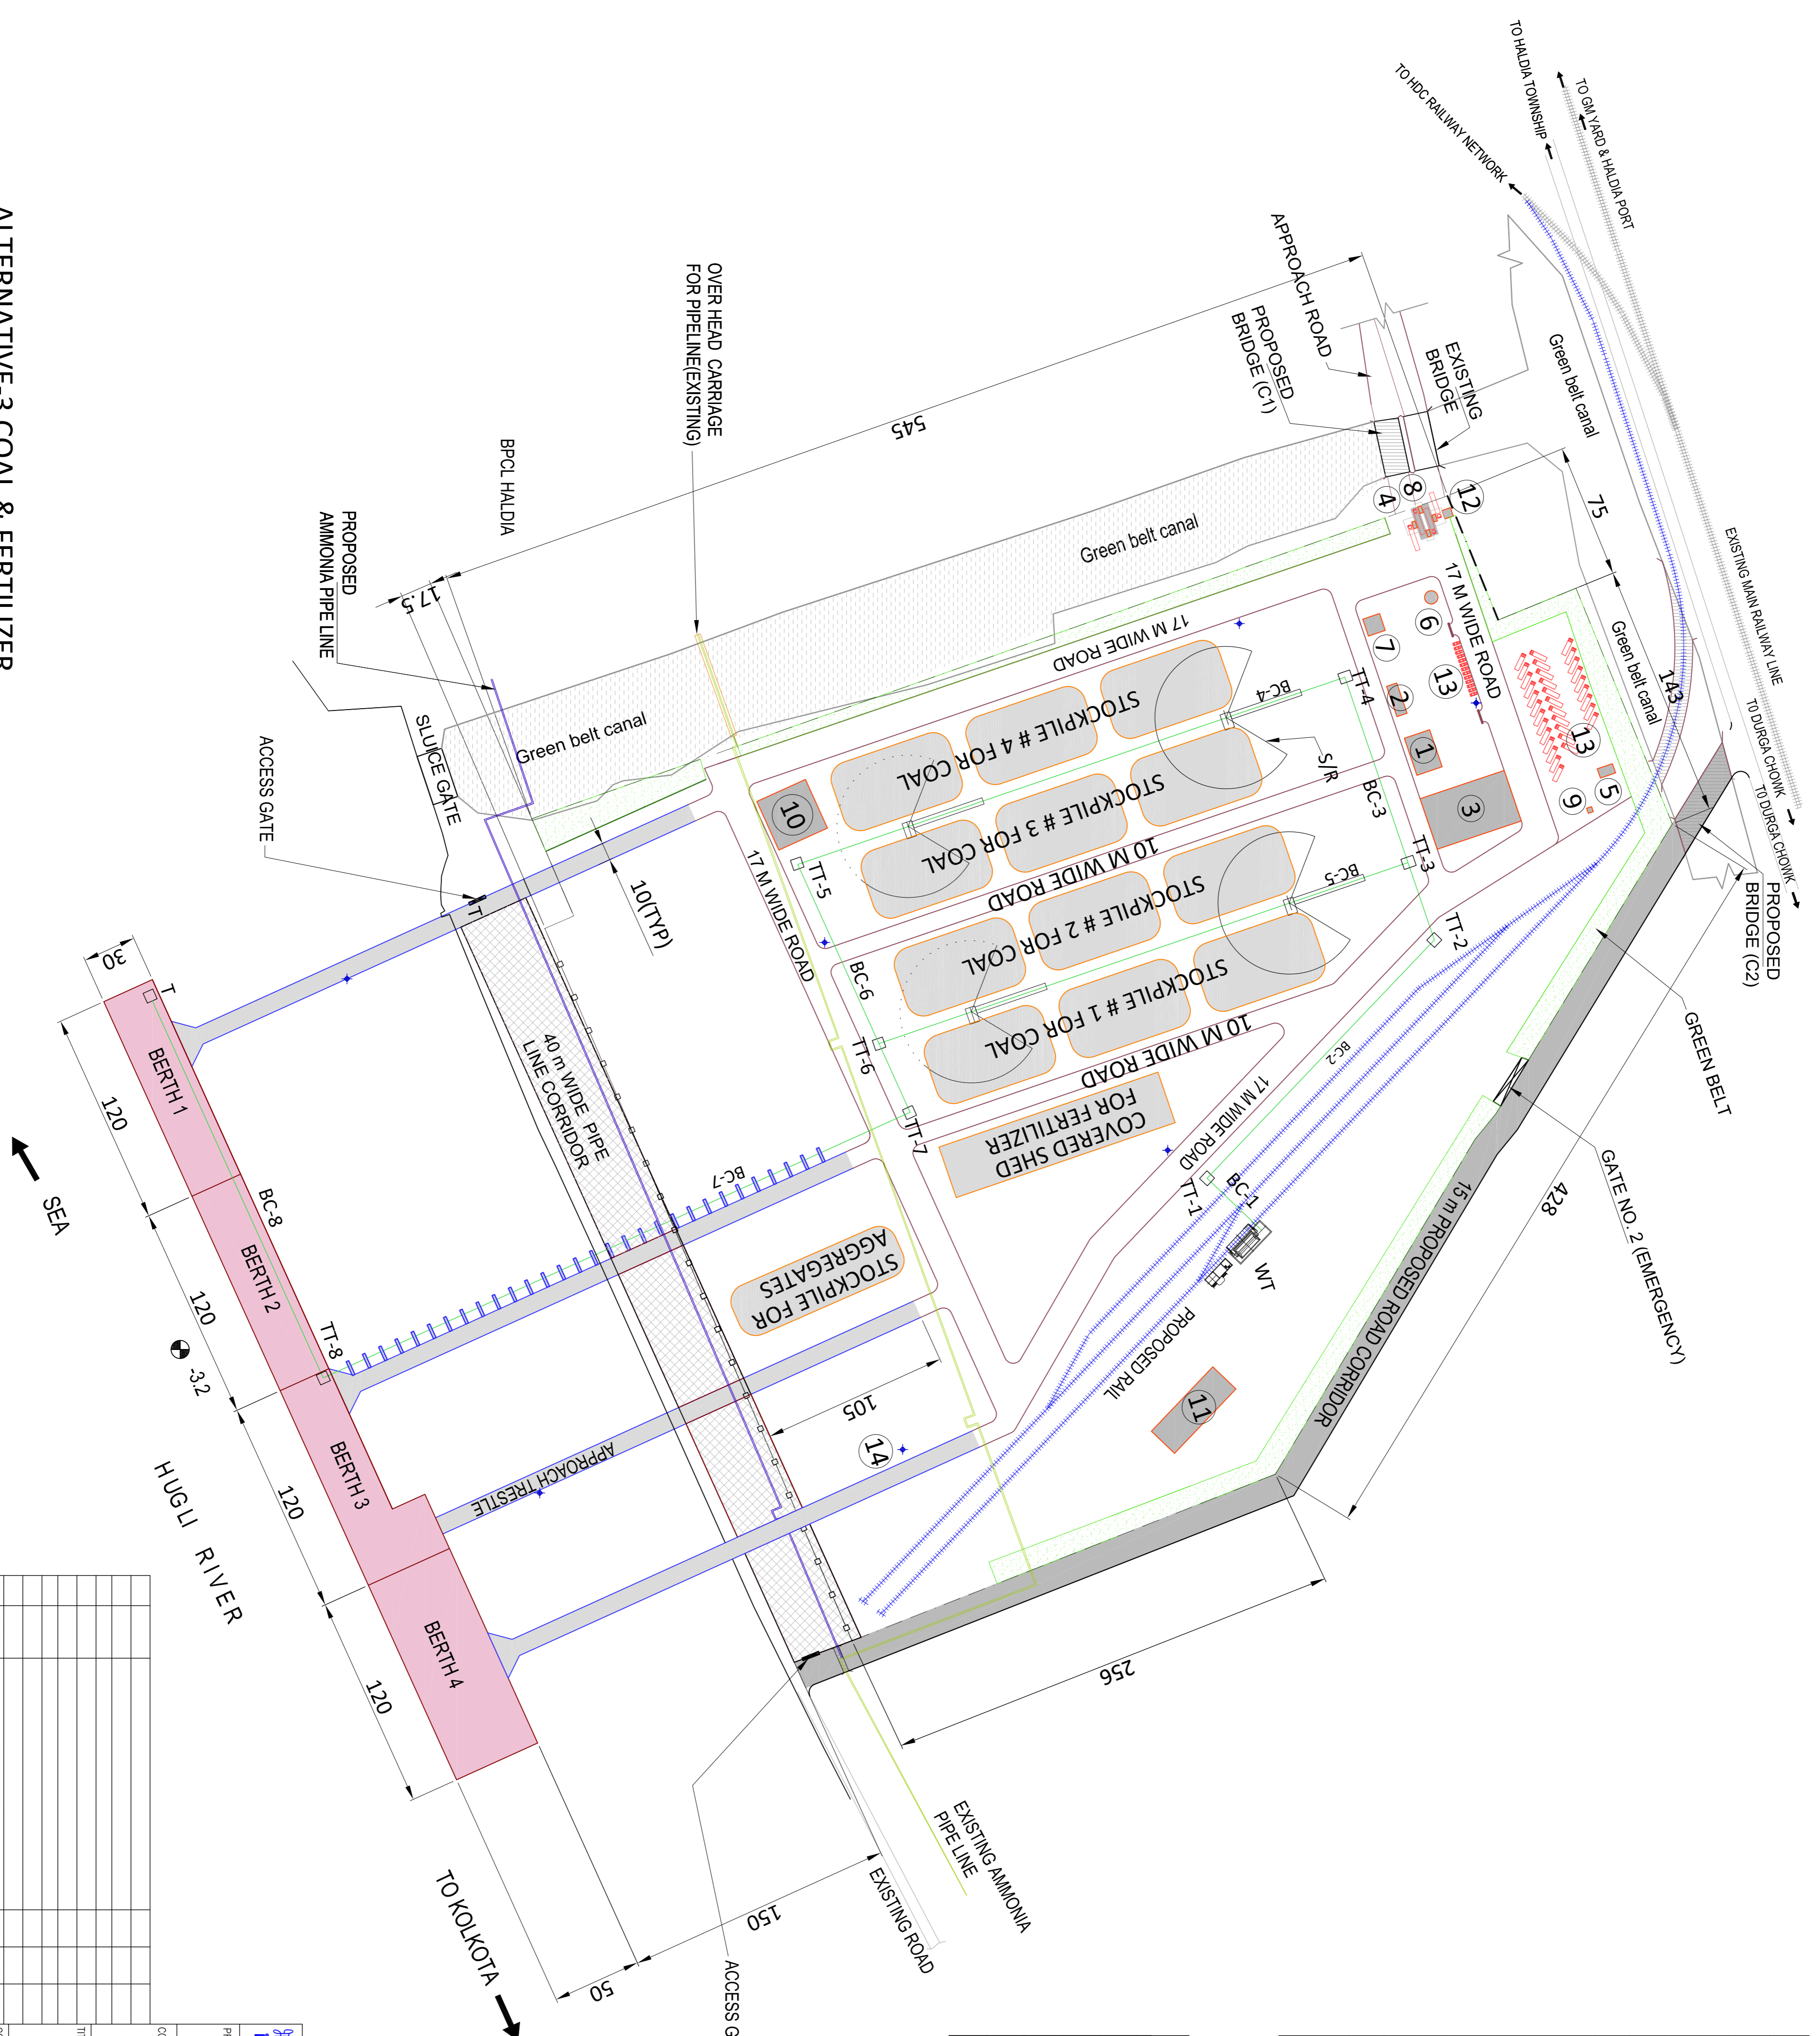 TO HALDIA TOWNSHIP
TO GM YARD & HALDIA PORT
TO HDC RAILWAY NETWORK
EXISTING MAIN RAILWAY LINE
TO DURGA CHOWK
TO DURGA CHOWK
APPROACH ROAD
PROPOSED
BRIDGE (C1)
EXISTING
BRIDGE
Green belt canal
Green belt canal
Green belt canal
Green belt canal
OVER HEAD CARRIAGE
FOR PIPELINE(EXISTING)
545
75
143
4
8
12
17 M WIDE ROAD
17 M WIDE ROAD
6
7
13
2
1
3
13
5
9
PROPOSED
BRIDGE (C2)
GREEN BELT
GATE NO. 2 (EMERGENCY)
428
15 m PROPOSED ROAD CORRIDOR
BPCL HALDIA
PROPOSED
AMMONIA PIPE LINE
17.5
SLUICE GATE
ACCESS GATE
T
10(TYP)
10
STOCKPILE # 4 FOR COAL
STOCKPILE # 3 FOR COAL
STOCKPILE # 2 FOR COAL
STOCKPILE # 1 FOR COAL
S/R
BC-4
TT-4
BC-3
TT-3
BC-5
TT-2
10 M WIDE ROAD
10 M WIDE ROAD
17 M WIDE ROAD
17 M WIDE ROAD
TT-5
BC-6
TT-6
TT-7
BC-2
COVERED SHED
FOR FERTILIZER
TT-1
BC-1
WT
PROPOSED RAIL
11
STOCKPILE FOR
AGGREGATES
40 m WIDE PIPE
LINE CORRIDOR
BC-7
105
14
APPROACH TRESTLE
256
30
T
BERTH 1
BERTH 2
BERTH 3
BERTH 4
BC-8
TT-8
120
120
120
120
-3.2
SEA
HUGLI RIVER
TO KOLKOTA
50
150
EXISTING ROAD
EXISTING AMMONIA
PIPE LINE
ACCESS G
ALTERNATIVE-3 COAL & FERTILIZER